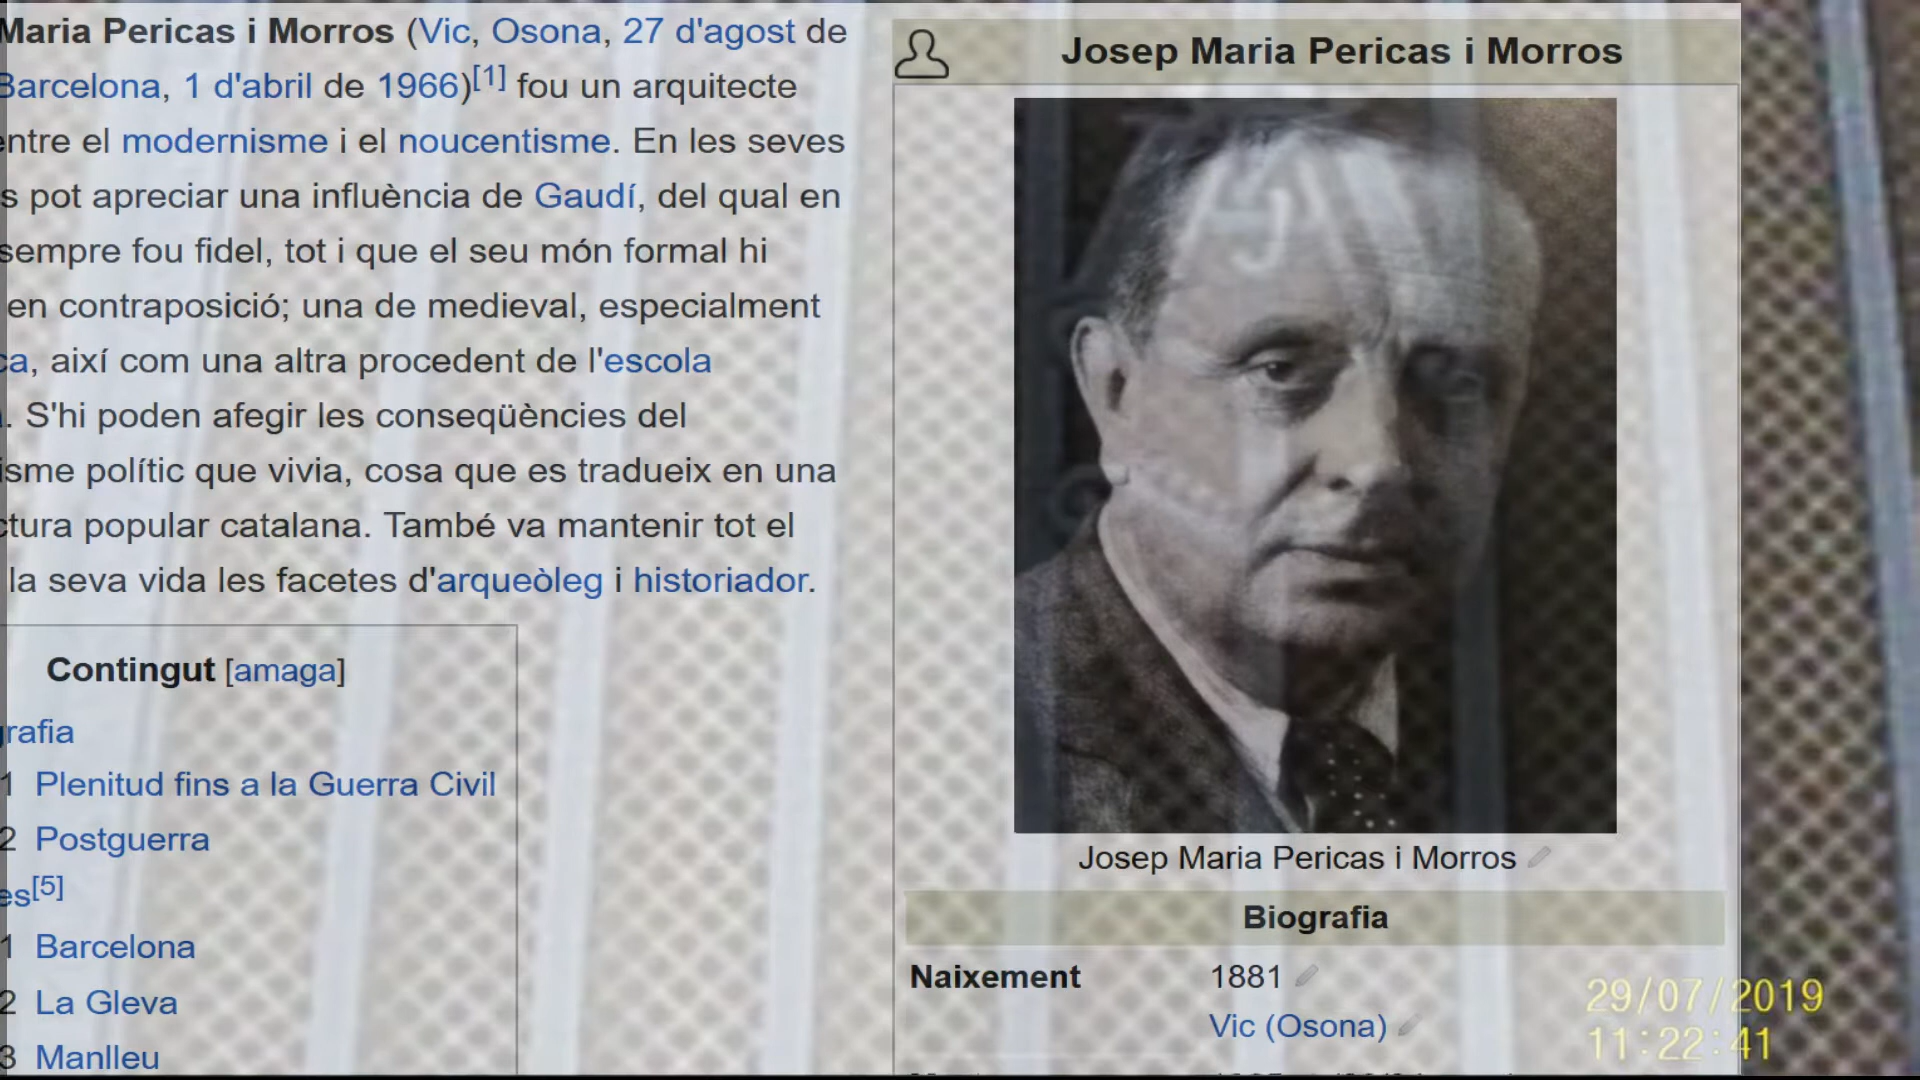 Maria Pericas i Morros (Vic, Osona, 27 d'agost de
Barcelona, 1 d'abril de 1966)[1] fou un arquitecte
entre el modernisme i el noucentisme. En les seves
s pot apreciar una influència de Gaudí, del qual en
sempre fou fidel, tot i que el seu món formal hi
en contraposició; una de medieval, especialment
ca, així com una altra procedent de l'escola
. S'hi poden afegir les conseqüències del
isme polític que vivia, cosa que es tradueix en una
ctura popular catalana. També va mantenir tot el
la seva vida les facetes d'arqueòleg i historiador.
Contingut [amaga]
grafia
1 Plenitud fins a la Guerra Civil
2 Postguerra
es[5]
1 Barcelona
2 La Gleva
3 Manlleu
Josep Maria Pericas i Morros
Josep Maria Pericas i Morros
Biografia
Naixement 1881
Vic (Osona)
29/07/2019
11:22:41